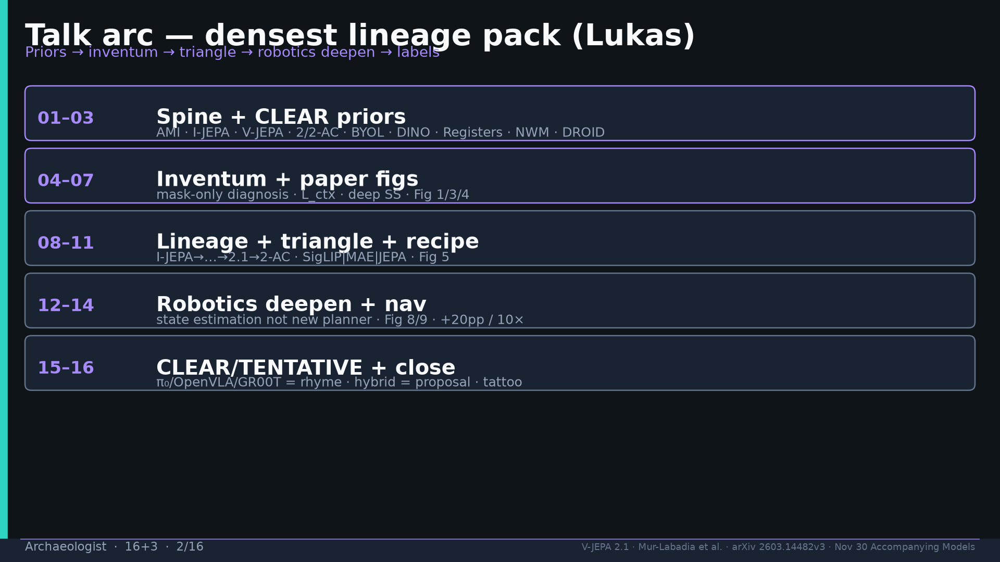 Talk arc — densest lineage pack (Lukas)
Priors → inventum → triangle → robotics deepen → labels
01–03
Spine + CLEAR priors
AMI · I-JEPA · V-JEPA · 2/2-AC · BYOL · DINO · Registers · NWM · DROID
04–07
Inventum + paper figs
mask-only diagnosis · L_ctx · deep SS · Fig 1/3/4
08–11
Lineage + triangle + recipe
I-JEPA→…→2.1→2-AC · SigLIP|MAE|JEPA · Fig 5
12–14
Robotics deepen + nav
state estimation not new planner · Fig 8/9 · +20pp / 10×
15–16
CLEAR/TENTATIVE + close
π₀/OpenVLA/GR00T = rhyme · hybrid = proposal · tattoo
Archaeologist · 16+3 · 2/16
V-JEPA 2.1 · Mur-Labadia et al. · arXiv 2603.14482v3 · Nov 30 Accompanying Models